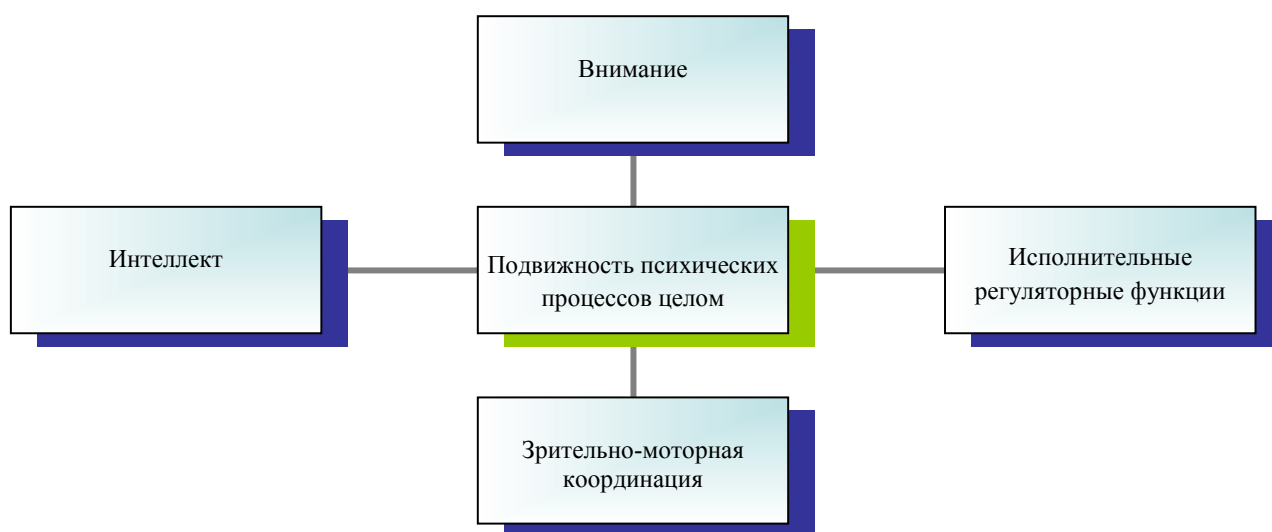 Внимание
Интеллект
Подвижность психических
процессов целом
Исполнительные
регуляторные функции
Зрительно-моторная
координация